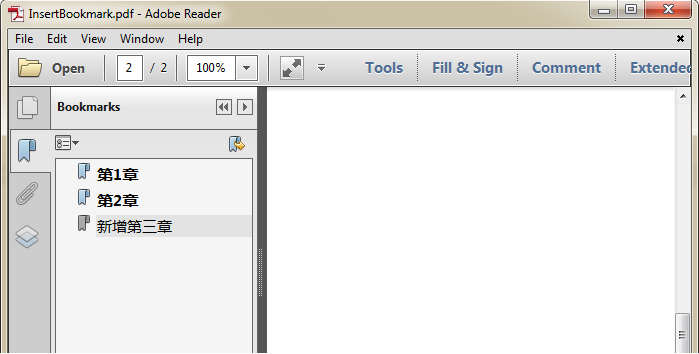 InsertBookmark.pdf - Adobe Reader
File Edit View Window Help
Open 2 / 2 100% Tools Fill & Sign Comment Extended
Bookmarks
第1章
第2章
新增第三章